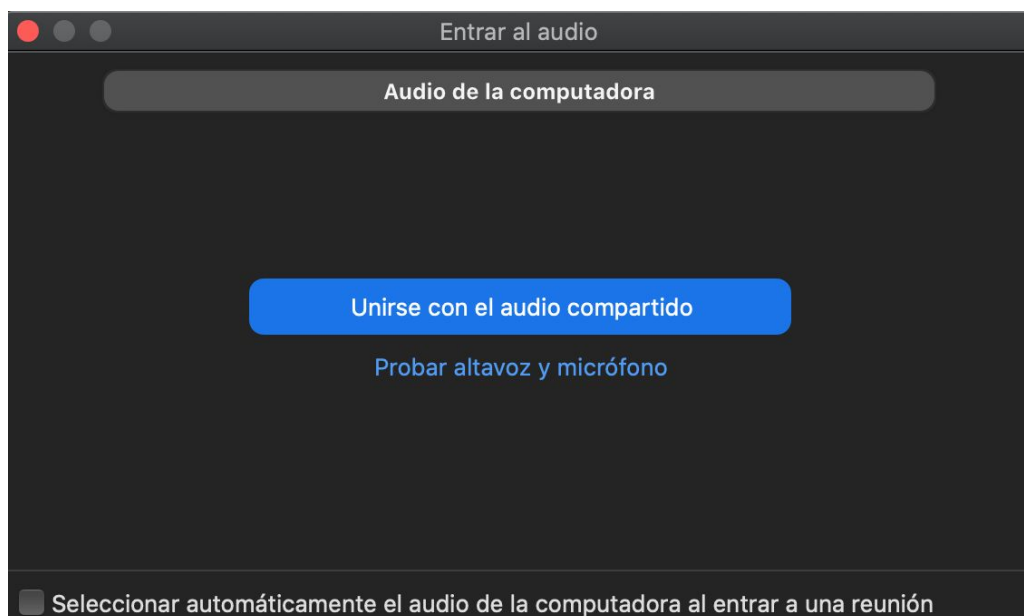 Entrar al audio
Audio de la computadora
Unirse con el audio compartido
Probar altavoz y micrófono
Seleccionar automáticamente el audio de la computadora al entrar a una reunión